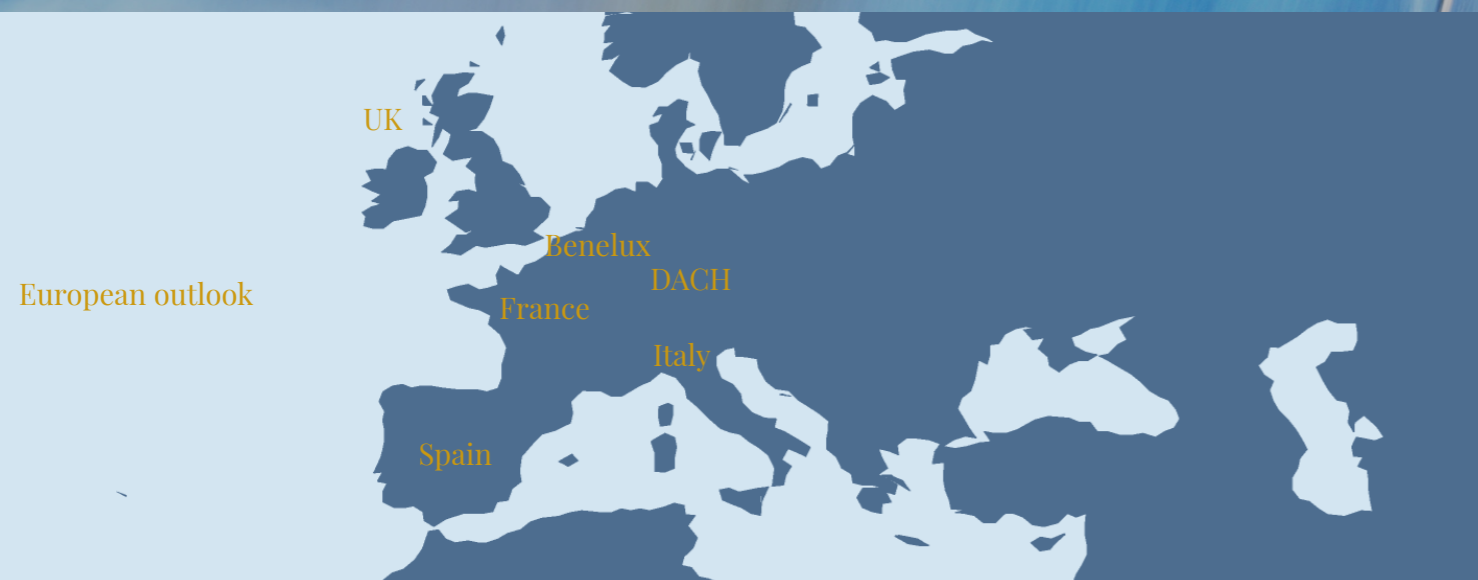 UK
Benelux
DACH
European outlook
France
Italy
Spain